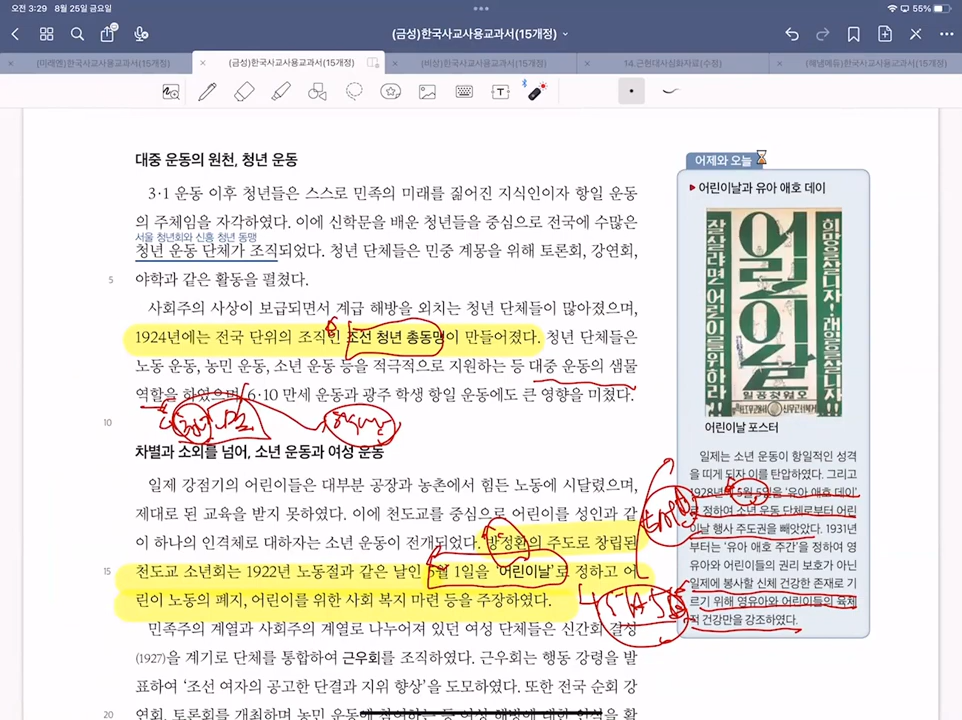 오전 3:29 8월 25일 금요일
55%
(금성)한국사교사용교과서(15개정)
(미래엔)한국사교사용교과서(15개정)
(금성)한국사교사용교과서(15개정)
(비상)한국사교사용교과서(15개정)
14.근현대사심화자료(수정)
(해냄에듀)한국사교사용교과서(15개정)
대중 운동의 원천, 청년 운동
3·1 운동 이후 청년들은 스스로 민족의 미래를 짊어진 지식인이자 항일 운동
의 주체임을 자각하였다. 이에 신학문을 배운 청년들을 중심으로 전국에 수많은
서울 청년회와 신흥 청년 동맹
청년 운동 단체가 조직되었다. 청년 단체들은 민중 계몽을 위해 토론회, 강연회,
5 야학과 같은 활동을 펼쳤다.
사회주의 사상이 보급되면서 계급 해방을 외치는 청년 단체들이 많아졌으며,
1924년에는 전국 단위의 조직인 조선 청년 총동맹이 만들어졌다. 청년 단체들은
노동 운동, 농민 운동, 소년 운동 등을 적극적으로 지원하는 등 대중 운동의 샘물
역할을 하였으며 6·10 만세 운동과 광주 학생 항일 운동에도 큰 영향을 미쳤다.
10
차별과 소외를 넘어, 소년 운동과 여성 운동
일제 강점기의 어린이들은 대부분 공장과 농촌에서 힘든 노동에 시달렸으며,
제대로 된 교육을 받지 못하였다. 이에 천도교를 중심으로 어린이를 성인과 같
이 하나의 인격체로 대하자는 소년 운동이 전개되었다. 방정환의 주도로 창립된
15 천도교 소년회는 1922년 노동절과 같은 날인 5월 1일을 '어린이날'로 정하고 어
린이 노동의 폐지, 어린이를 위한 사회 복지 마련 등을 주장하였다.
민족주의 계열과 사회주의 계열로 나누어져 있던 여성 단체들은 신간회 결성
(1927)을 계기로 단체를 통합하여 근우회를 조직하였다. 근우회는 행동 강령을 발
표하여 '조선 여자의 공고한 단결과 지위 향상'을 도모하였다. 또한 전국 순회 강
20 연회, 토론회를 개최하며 농민 운동에 참여하는 등 여성 해방에 대한 인식을 확
어제와 오늘
어린이날과 유아 애호 데이
희망을살니자!래일을살니자!
어린이날
잘살랴면어린이를위하라!!
어린이날 포스터
일제는 소년 운동이 항일적인 성격
을 띠게 되자 이를 탄압하였다. 그리고
1928년 5월 5일을 '유아 애호 데이'
로 정하여 소년 운동 단체로부터 어린
이날 행사 주도권을 빼앗았다. 1931년
부터는 '유아 애호 주간'을 정하여 영
유아와 어린이들의 권리 보호가 아닌
일제에 봉사할 신체 건강한 존재로 기
르기 위해 영유아와 어린이들의 육체
적 건강만을 강조하였다.